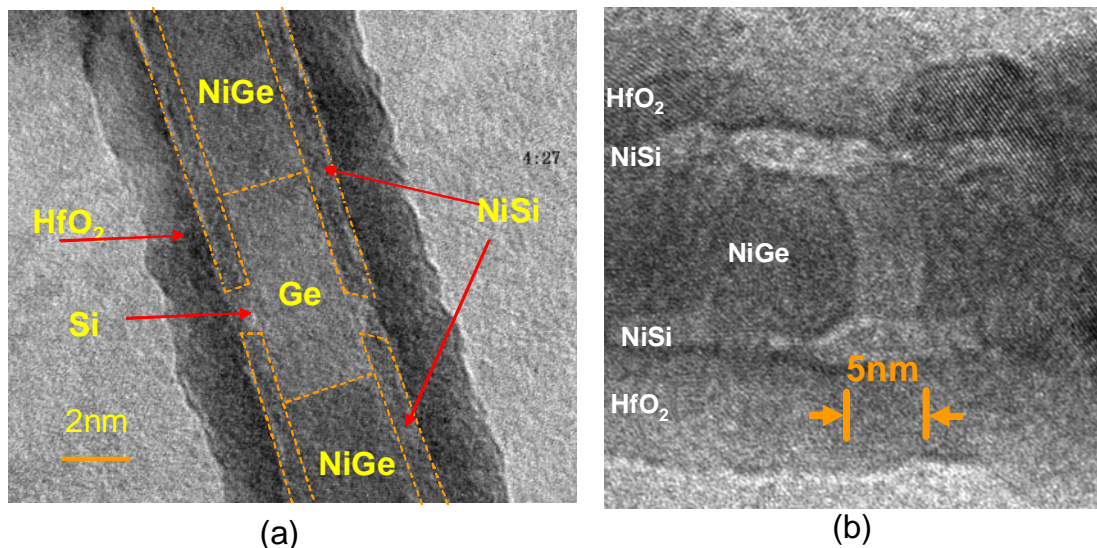 NiGe
4:27
HfO₂
NiSi
Ge
Si
2nm
NiGe
(a)
HfO₂
NiSi
NiGe
NiSi
5nm
HfO₂
(b)